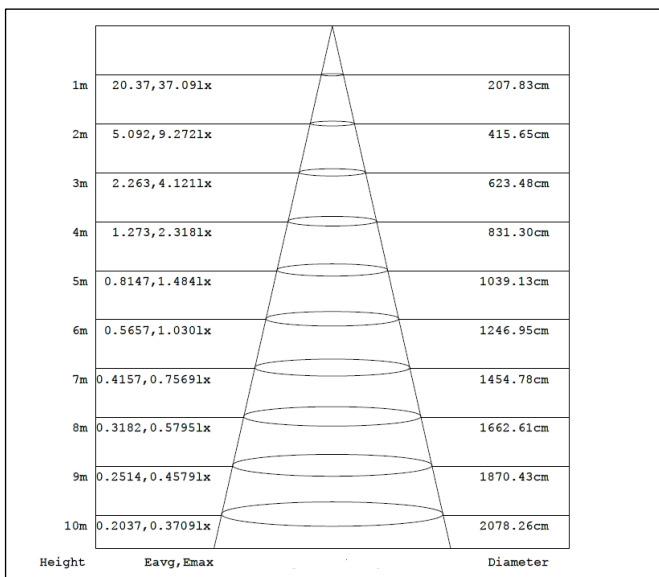 1m 20.37,37.09lx 207.83cm
2m 5.092,9.272lx 415.65cm
3m 2.263,4.121lx 623.48cm
4m 1.273,2.318lx 831.30cm
5m 0.8147,1.484lx 1039.13cm
6m 0.5657,1.030lx 1246.95cm
7m 0.4157,0.7569lx 1454.78cm
8m 0.3182,0.5795lx 1662.61cm
9m 0.2514,0.4579lx 1870.43cm
10m 0.2037,0.3709lx 2078.26cm
Height Eavg,Emax Diameter